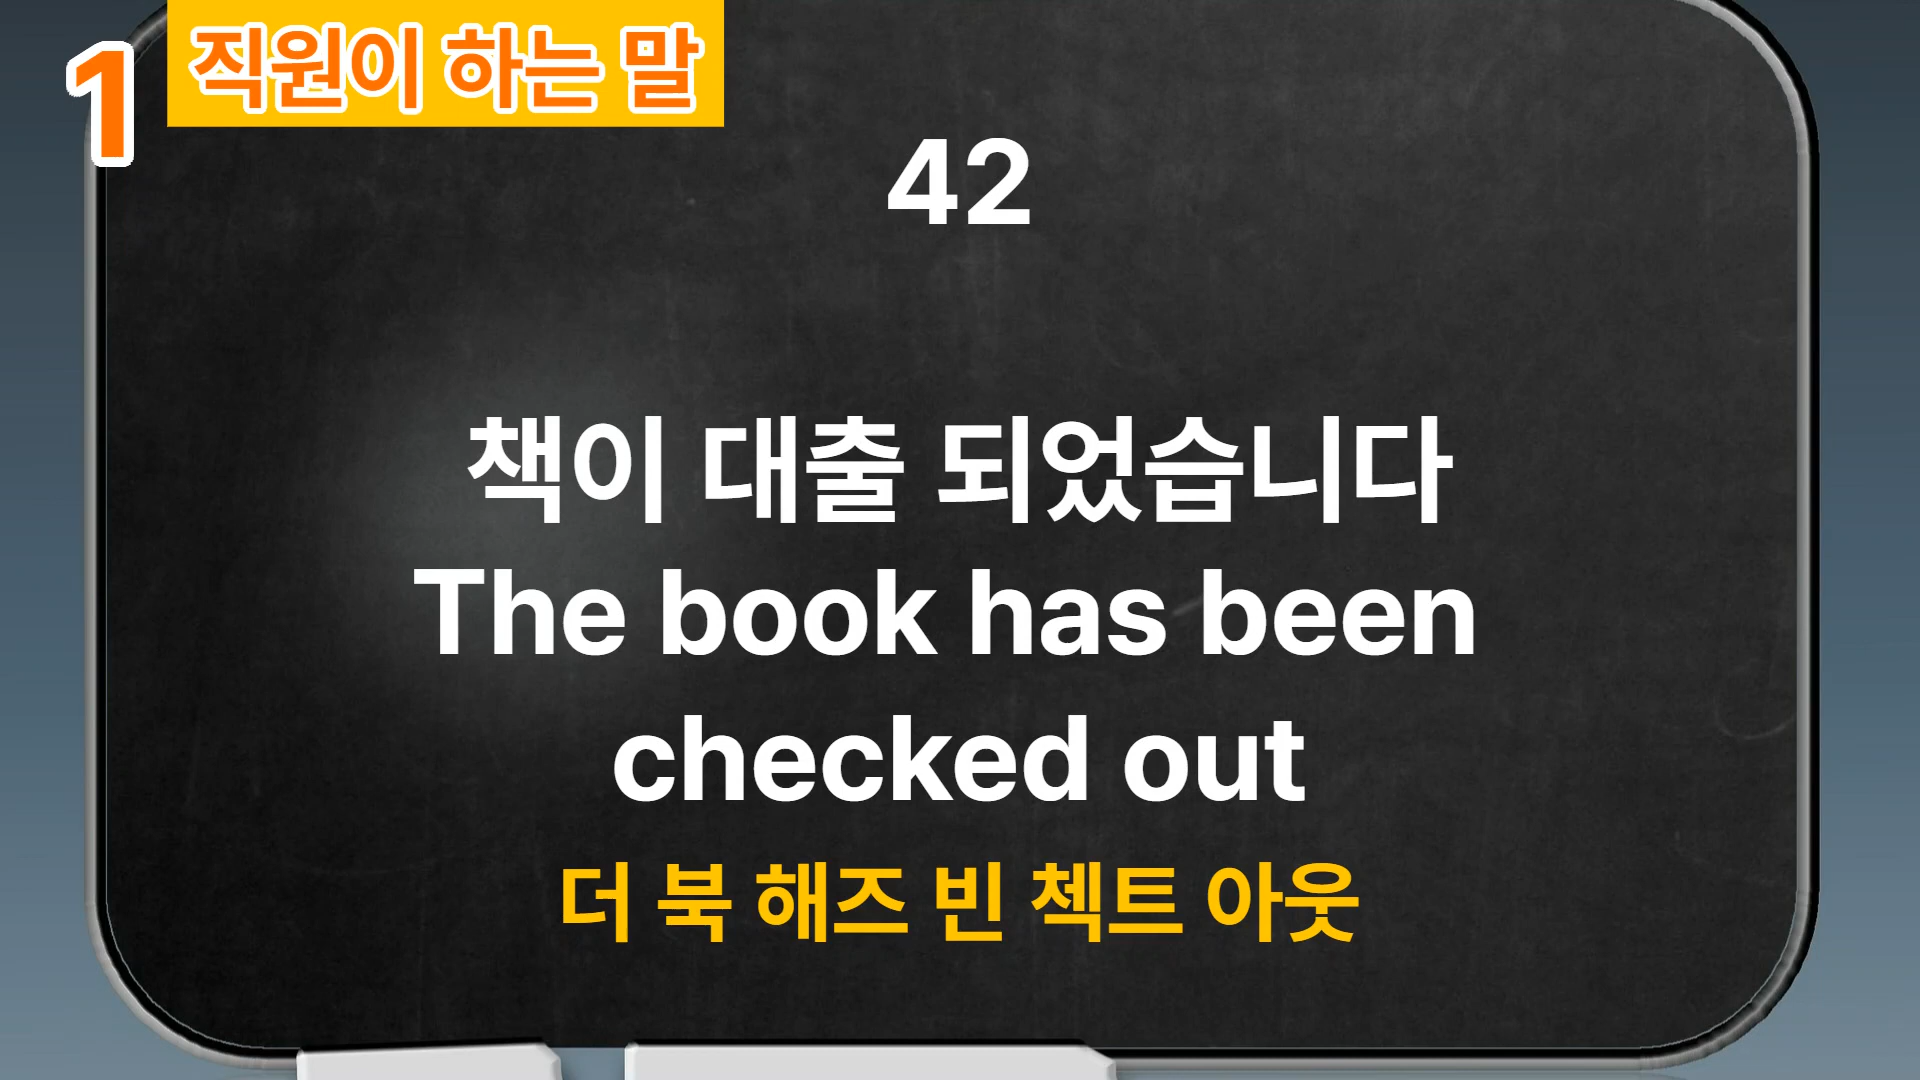 1
직원이 하는 말
42
책이 대출 되었습니다
The book has been
checked out
더 북 해즈 빈 첵트 아웃